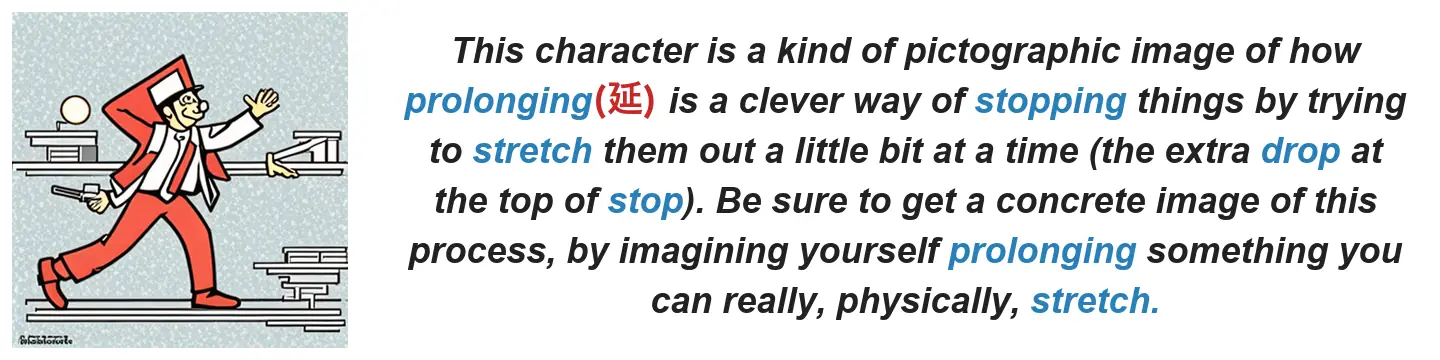 This character is a kind of pictographic image of how
prolonging(延) is a clever way of stopping things by trying
to stretch them out a little bit at a time (the extra drop at
the top of stop). Be sure to get a concrete image of this
process, by imagining yourself prolonging something you
can really, physically, stretch.